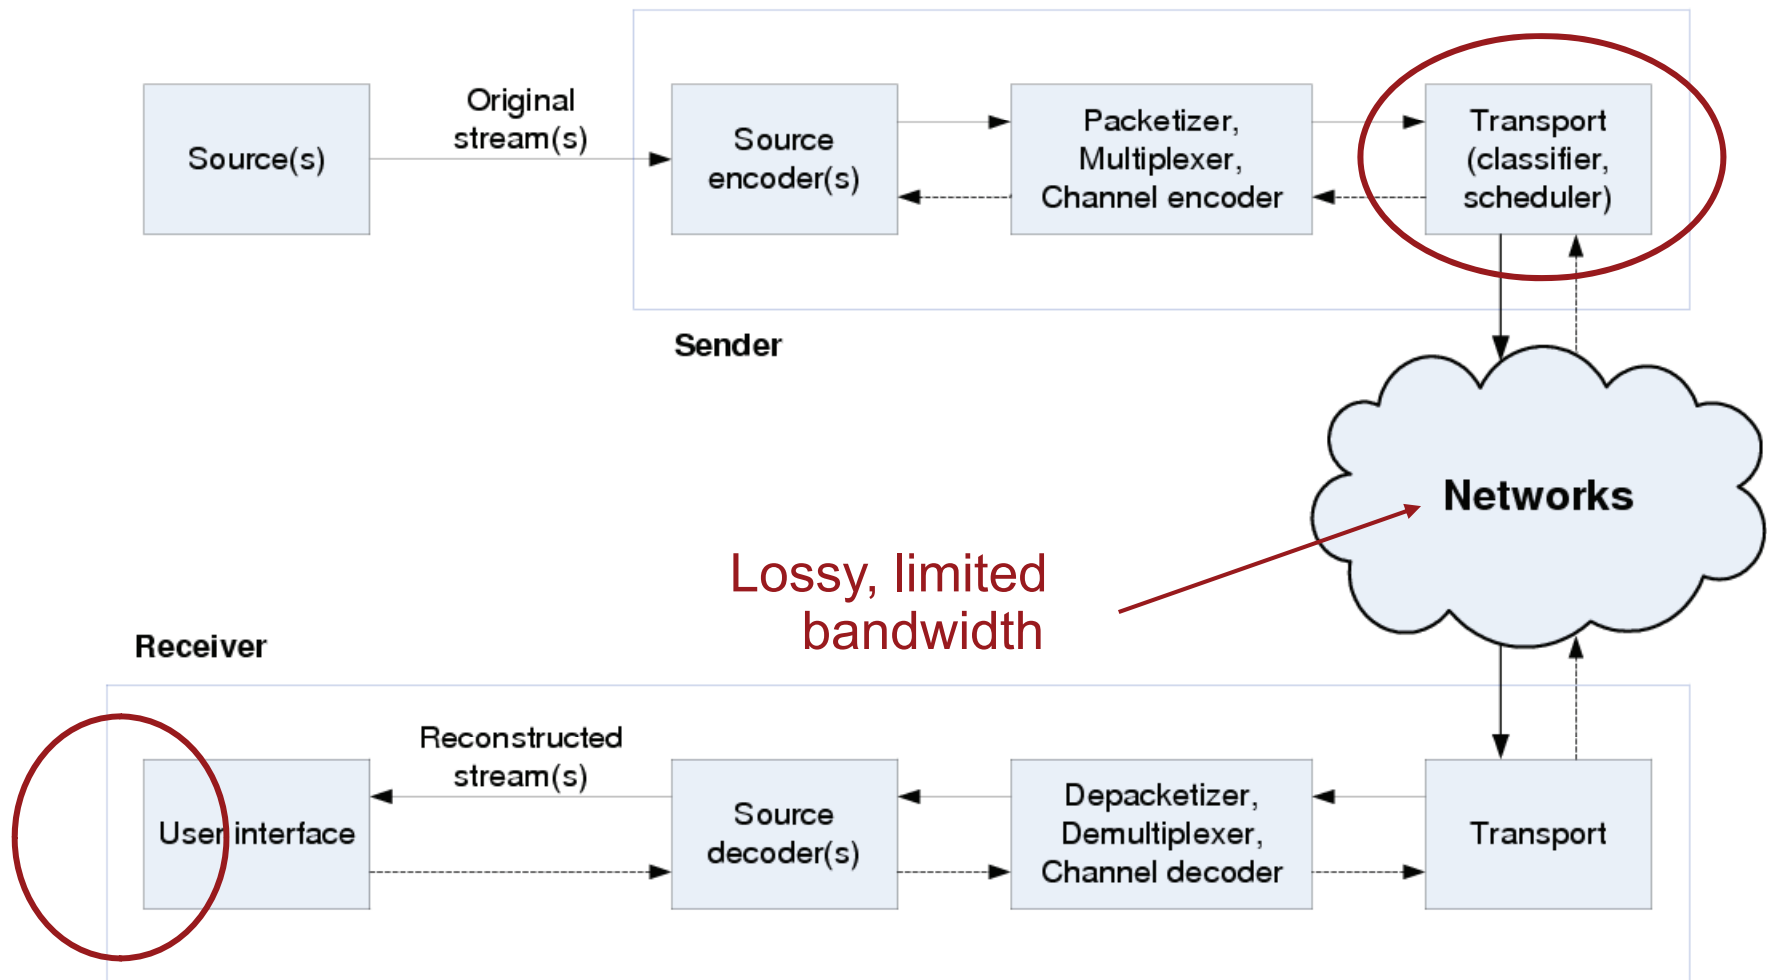 Source(s)
Original
stream(s)
Source
encoder(s)
Packetizer,
Multiplexer,
Channel encoder
Transport
(classifier,
scheduler)
Sender
Networks
Lossy, limited
bandwidth
Receiver
User interface
Reconstructed
stream(s)
Source
decoder(s)
Depacketizer,
Demultiplexer,
Channel decoder
Transport